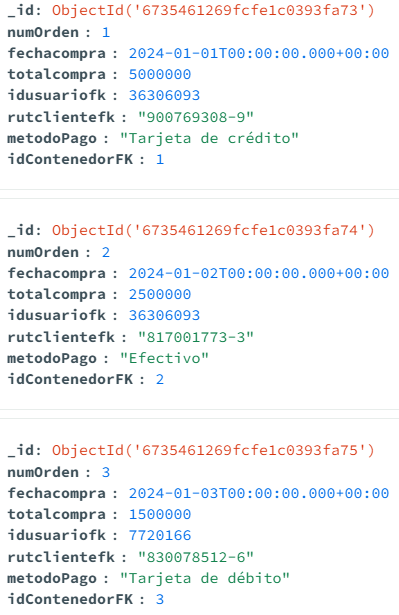 _id: ObjectId('6735461269fcfe1c0393fa73')
numOrden : 1
fechacompra : 2024-01-01T00:00:00.000+00:00
totalcompra : 5000000
idusuariofk : 36306093
rutclientefk : "900769308-9"
metodoPago : "Tarjeta de crédito"
idContenedorFK : 1
_id: ObjectId('6735461269fcfe1c0393fa74')
numOrden : 2
fechacompra : 2024-01-02T00:00:00.000+00:00
totalcompra : 2500000
idusuariofk : 36306093
rutclientefk : "817001773-3"
metodoPago : "Efectivo"
idContenedorFK : 2
_id: ObjectId('6735461269fcfe1c0393fa75')
numOrden : 3
fechacompra : 2024-01-03T00:00:00.000+00:00
totalcompra : 1500000
idusuariofk : 7720166
rutclientefk : "830078512-6"
metodoPago : "Tarjeta de débito"
idContenedorFK : 3